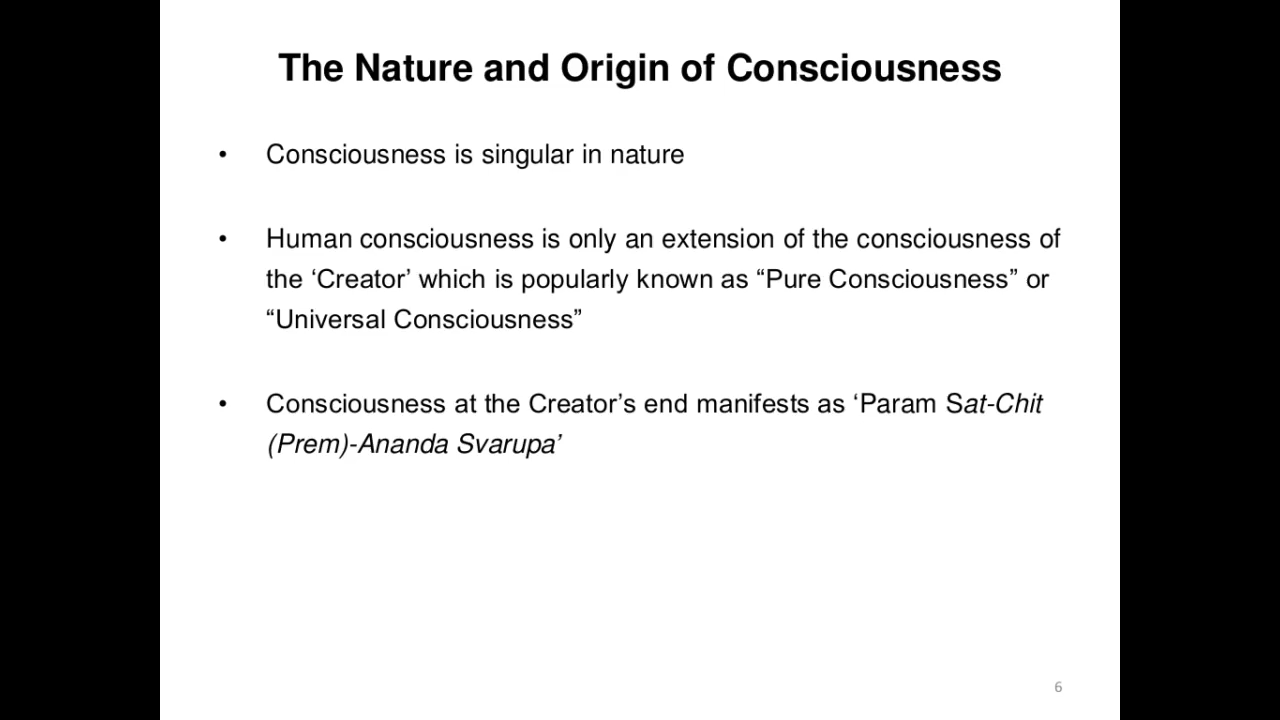 The Nature and Origin of Consciousness
• Consciousness is singular in nature
• Human consciousness is only an extension of the consciousness of
the ‘Creator’ which is popularly known as “Pure Consciousness” or
“Universal Consciousness”
• Consciousness at the Creator’s end manifests as ‘Param Sat-Chit
(Prem)-Ananda Svarupa’
6